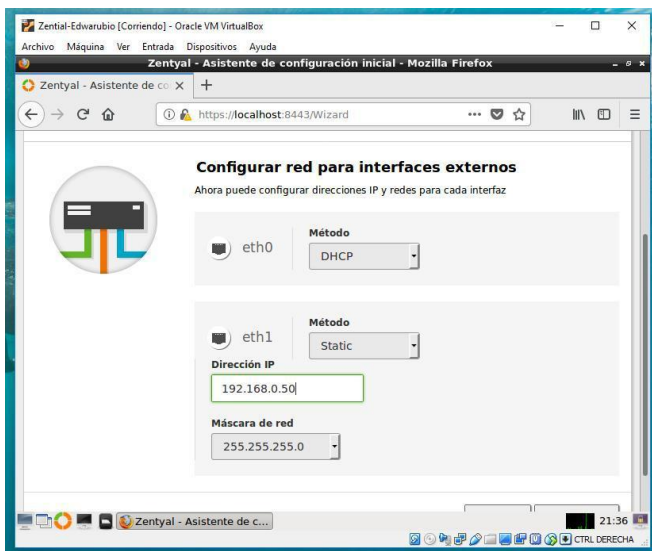 Zential-Edwarubio [Corriendo] - Oracle VM VirtualBox
Archivo Máquina Ver Entrada Dispositivos Ayuda
Zentyal - Asistente de configuración inicial - Mozilla Firefox
Zentyal - Asistente de co
https://localhost:8443/Wizard
Configurar red para interfaces externos
Ahora puede configurar direcciones IP y redes para cada interfaz
eth0
Método
DHCP
eth1
Método
Static
Dirección IP
192.168.0.50
Máscara de red
255.255.255.0
Zentyal - Asistente de c...
21:36
CTRL DERECHA